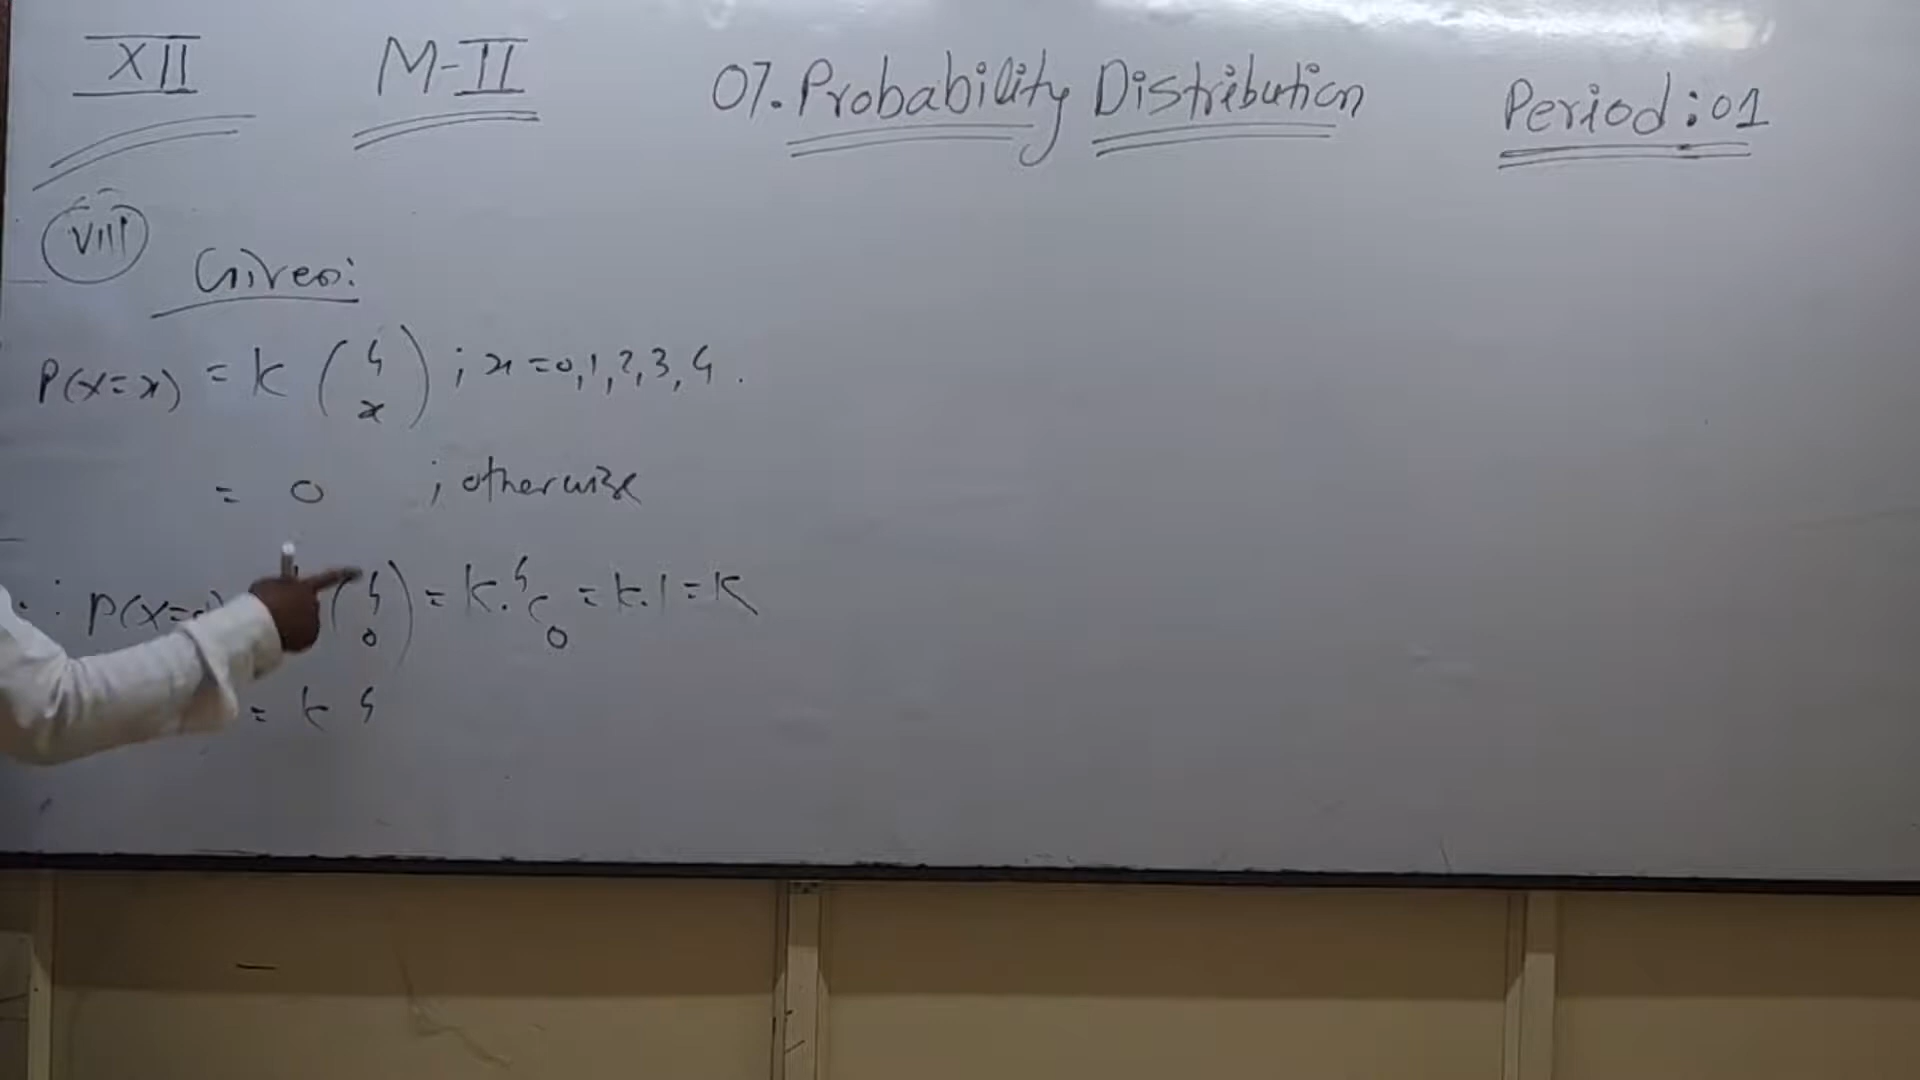 XII M-II 07. Probability Distribution Period : 01
VIII
Given:
P(X=x) = k (4 x) ; x = 0, 1, 2, 3, 4 .
= 0 ; otherwise
∴ P(X= (4 0) = k. 4C0 = k.1 = k
= k 4